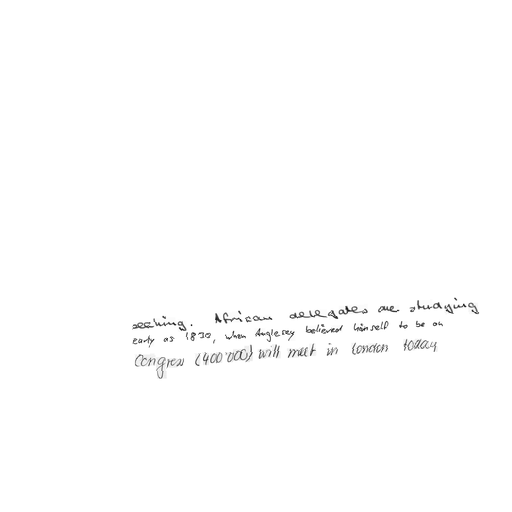 seeking. African delegates are studying
early as 1830, when Anglesey believed himself to be on
Congress (400'000) will meet in London today